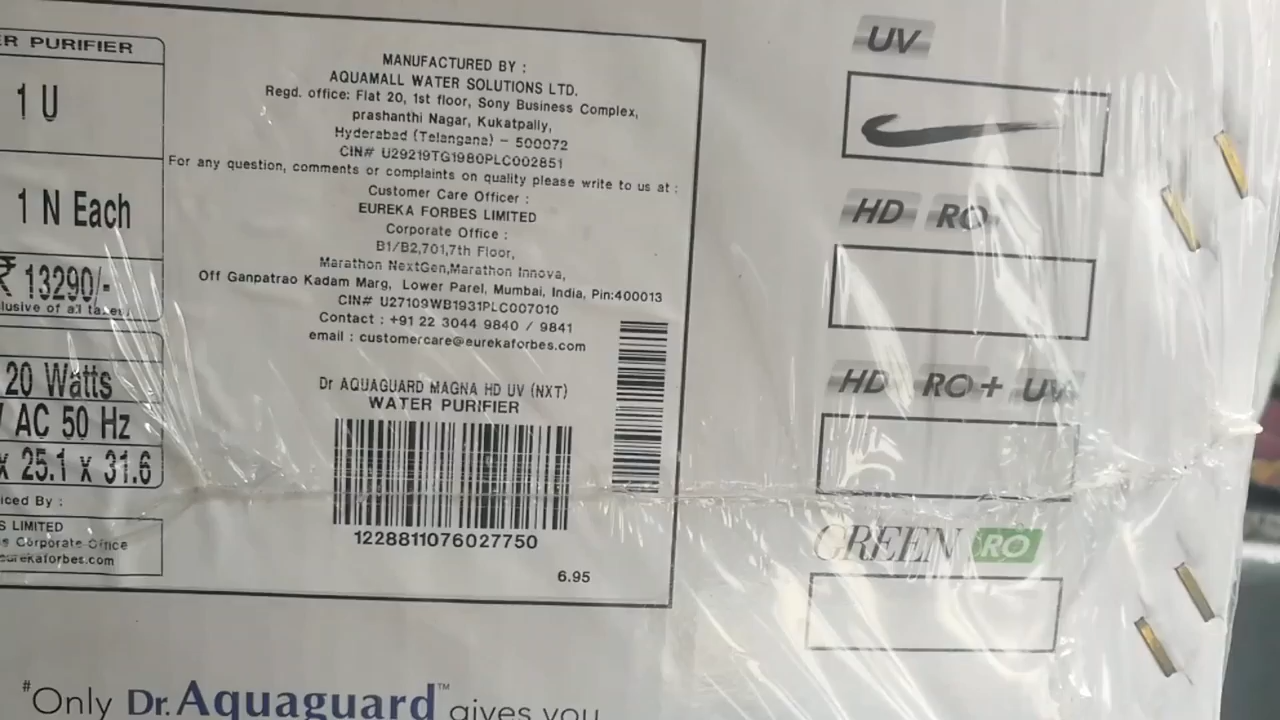 ER PURIFIER
1 U
1 N Each
₹ 13290/-
lusive of all taxes
20 Watts
AC 50 Hz
x 25.1 x 31.6
iced By :
S LIMITED
s Corporate Office
eurekaforbes.com
MANUFACTURED BY :
AQUAMALL WATER SOLUTIONS LTD.
Regd. office: Flat 20, 1st floor, Sony Business Complex,
prashanthi Nagar, Kukatpally,
Hyderabad (Telangana) – 500072
CIN# U29219TG1980PLC002851
For any question, comments or complaints on quality please write to us at :
Customer Care Officer :
EUREKA FORBES LIMITED
Corporate Office :
B1/B2,701,7th Floor,
Marathon NextGen,Marathon Innova,
Off Ganpatrao Kadam Marg, Lower Parel, Mumbai, India, Pin:400013
CIN# U27109WB1931PLC007010
Contact : +91 22 3044 9840 / 9841
email : customercare@eurekaforbes.com
Dr AQUAGUARD MAGNA HD UV (NXT)
WATER PURIFIER
1228811076027750
6.95
UV
HD RO
HD RO + UV
GREEN RO
#Only Dr.Aquaguard™ gives you